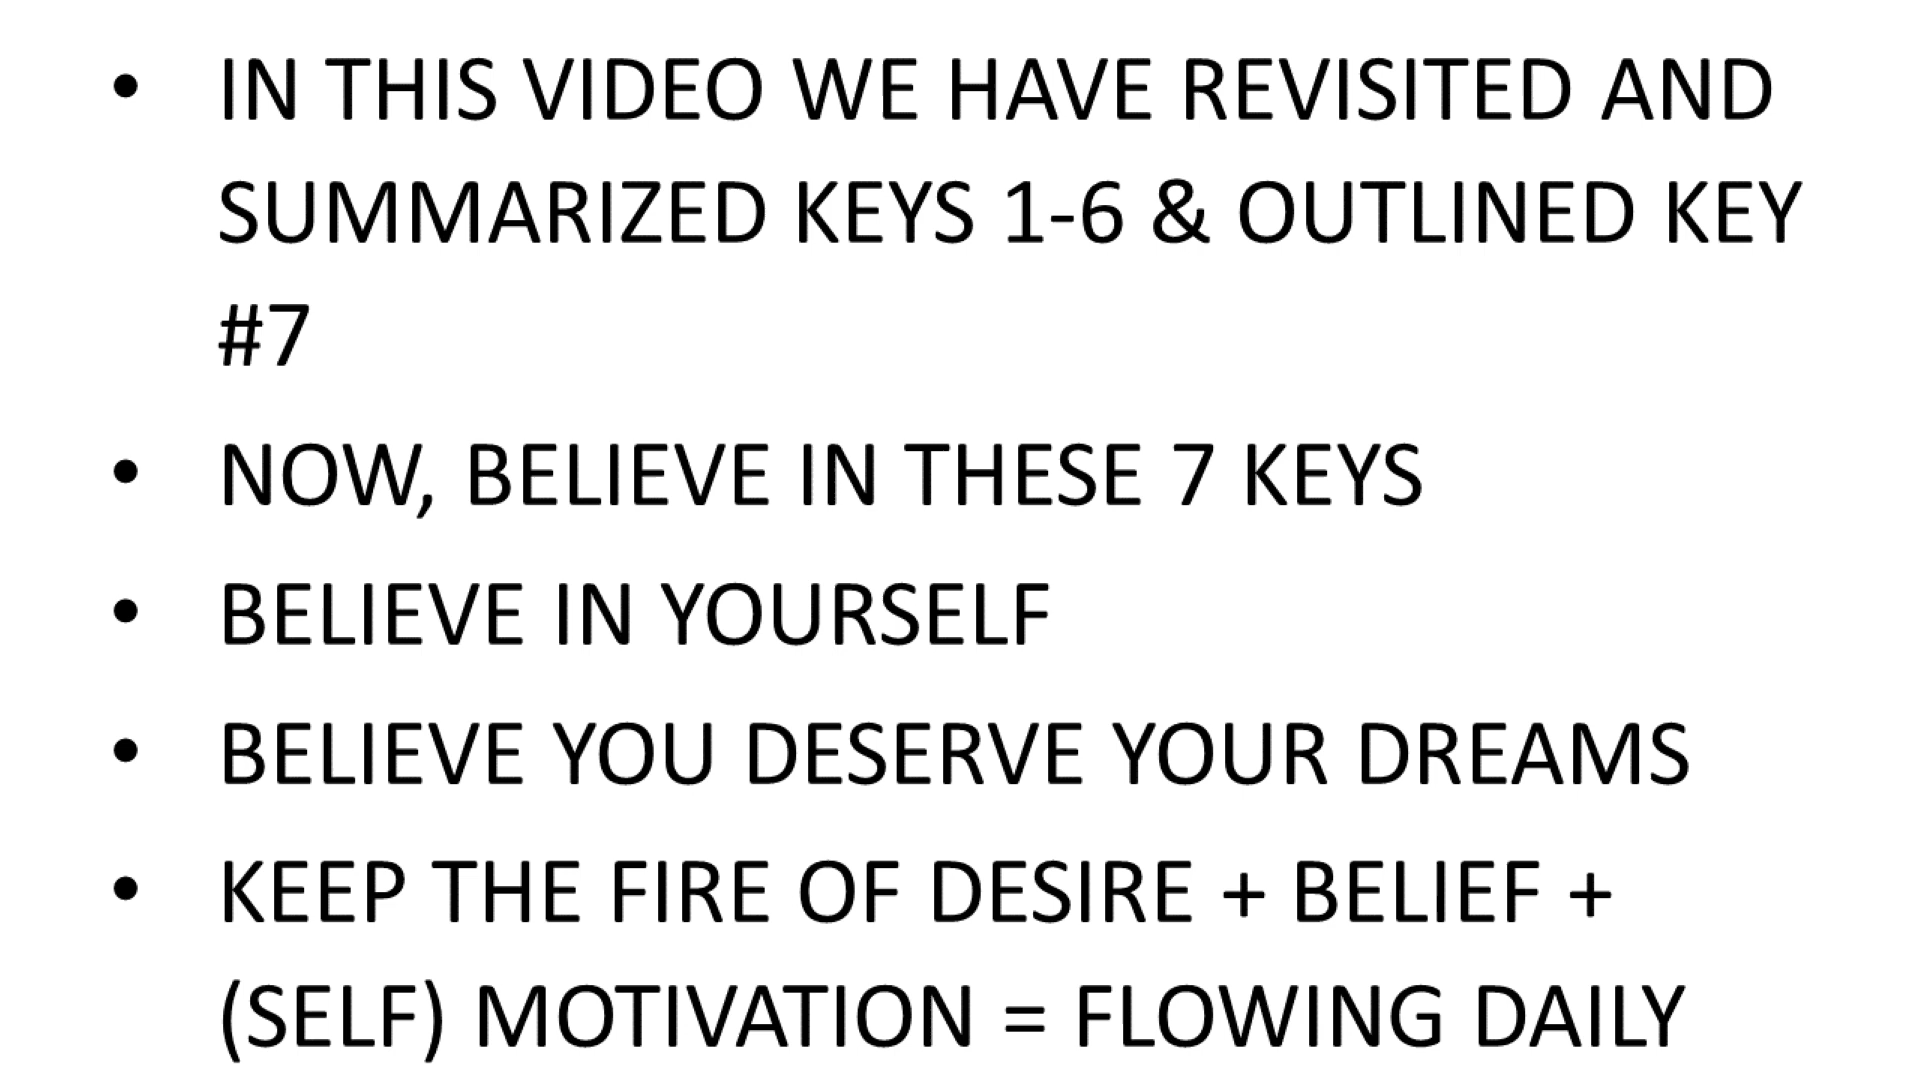 • IN THIS VIDEO WE HAVE REVISITED AND
SUMMARIZED KEYS 1-6 & OUTLINED KEY
#7
• NOW, BELIEVE IN THESE 7 KEYS
• BELIEVE IN YOURSELF
• BELIEVE YOU DESERVE YOUR DREAMS
• KEEP THE FIRE OF DESIRE + BELIEF +
(SELF) MOTIVATION = FLOWING DAILY